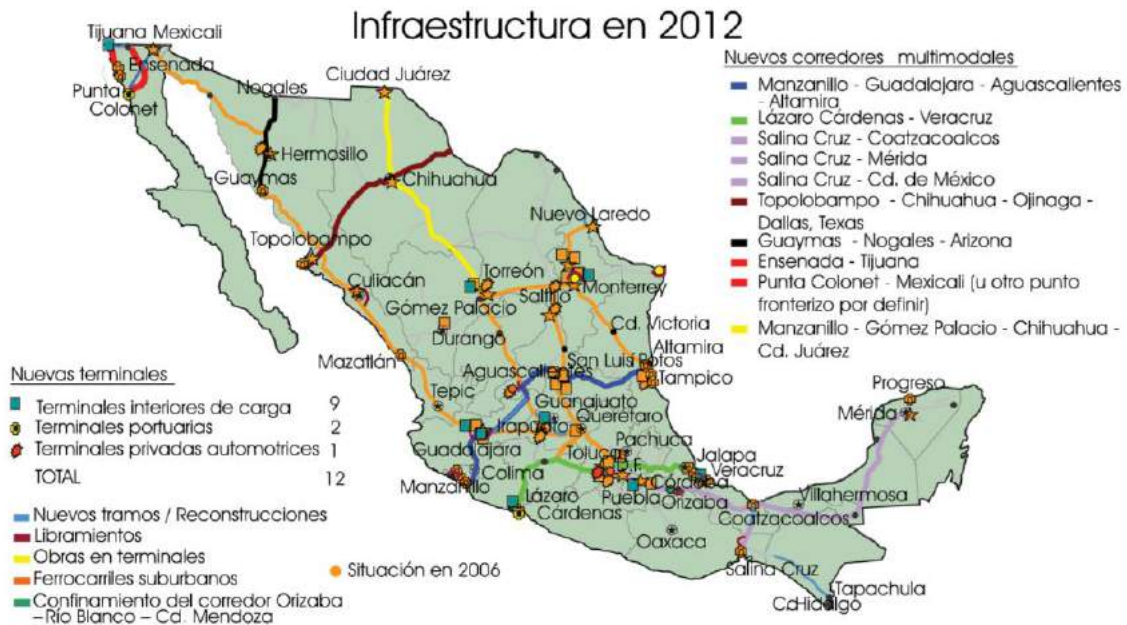 Infraestructura en 2012
Tijuana Mexicali
Ensenada
Punta
Colonet
Nogales
Ciudad Juárez
Hermosillo
Guaymas
Chihuahua
Topolobampo
Culiacán
Nuevo Laredo
Torreón
Gómez Palacio
Saltillo
Monterrey
Durango
Cd. Victoria
Mazatlán
Altamira
San Luis Potos
Tampico
Aguascalientes
Tepic
Guanajuato
Querétaro
Irapuato
Guadalajara
Pachuca
Toluca
D.F.
Jalapa
Veracruz
Colima
Manzanillo
Córdoba
Puebla
Orizaba
Lázaro
Cárdenas
Oaxaca
Progreso
Mérida
Villahermosa
Coatzacoalcos
Salina Cruz
Tapachula
Cd.Hidalgo
Nuevos corredores multimodales
Manzanillo - Guadalajara - Aguascalientes
- Altamira
Lázaro Cárdenas - Veracruz
Salina Cruz - Coatzacoalcos
Salina Cruz - Mérida
Salina Cruz - Cd. de México
Topolobampo - Chihuahua - Ojinaga -
Dallas, Texas
Guaymas - Nogales - Arizona
Ensenada - Tijuana
Punta Colonet - Mexicali (u otro punto
fronterizo por definir)
Manzanillo - Gómez Palacio - Chihuahua -
Cd. Juárez
Nuevas terminales
Terminales interiores de carga 9
Terminales portuarias 2
Terminales privadas automotrices 1
TOTAL 12
Nuevos tramos / Reconstrucciones
Libramientos
Obras en terminales
Ferrocarriles suburbanos
Confinamiento del corredor Orizaba
–Río Blanco – Cd. Mendoza
Situación en 2006